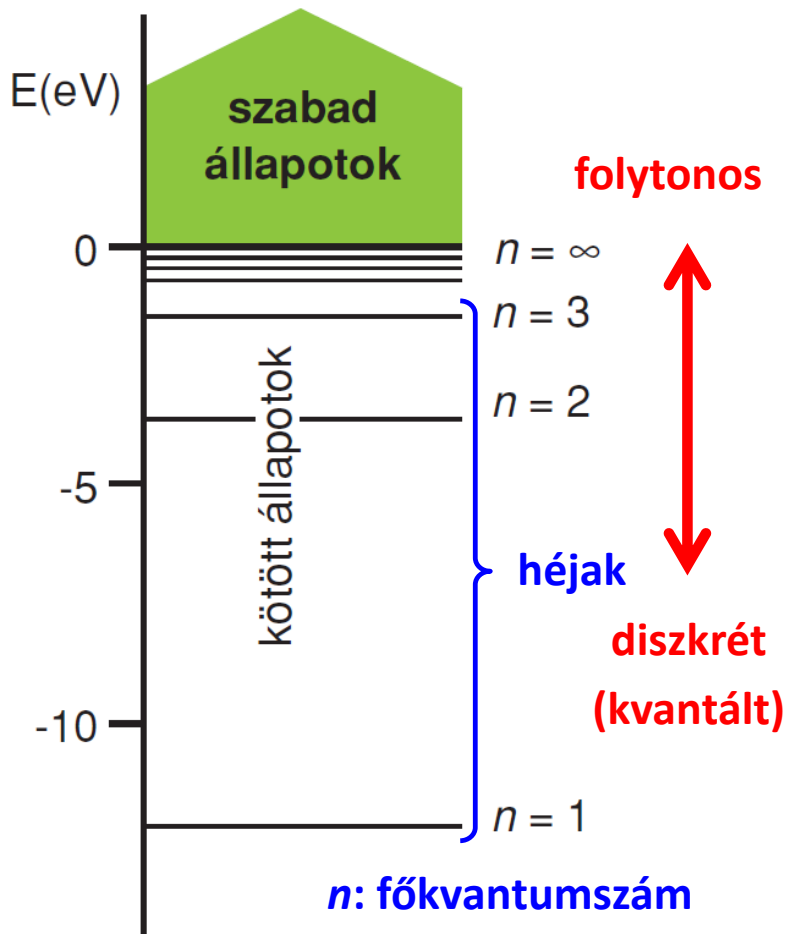 E(eV)
szabad
állapotok
folytonos
0
n = ∞
n = 3
n = 2
kötött állapotok
-5
héjak
diszkrét
(kvantált)
-10
n = 1
n: főkvantumszám